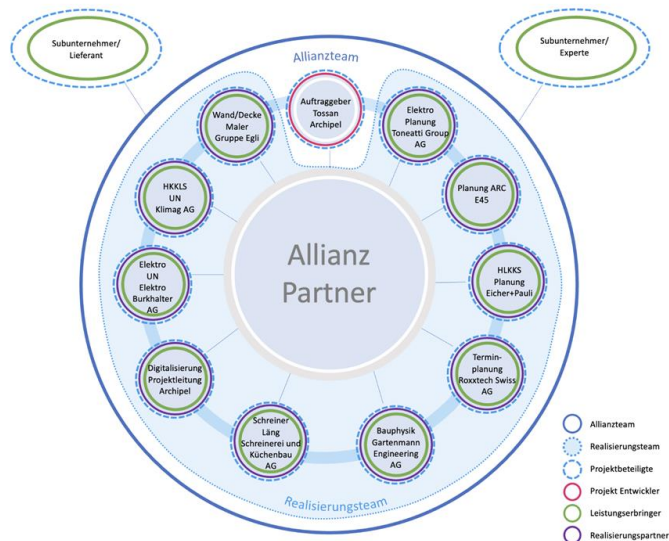 Subunternehmer/
Lieferant
Subunternehmer/
Experte
Allianzteam
Auftraggeber
Tossan
Archipel
Elektro
Planung
Toneatti Group
AG
Planung ARC
E45
HLKKS
Planung
Eicher+Pauli
Termin-
planung
Roxxtech Swiss
AG
Bauphysik
Gartenmann
Engineering
AG
Schreiner
Läng
Schreinerei und
Küchenbau
AG
Digitalisierung
Projektleitung
Archipel
Elektro
UN
Elektro
Burkhalter
AG
HKKLS
UN
Klimag AG
Wand/Decke
Maler
Gruppe Egli
Allianz
Partner
Realisierungsteam
Allianzteam
Realisierungsteam
Projektbeteiligte
Projekt Entwickler
Leistungserbringer
Realisierungspartner